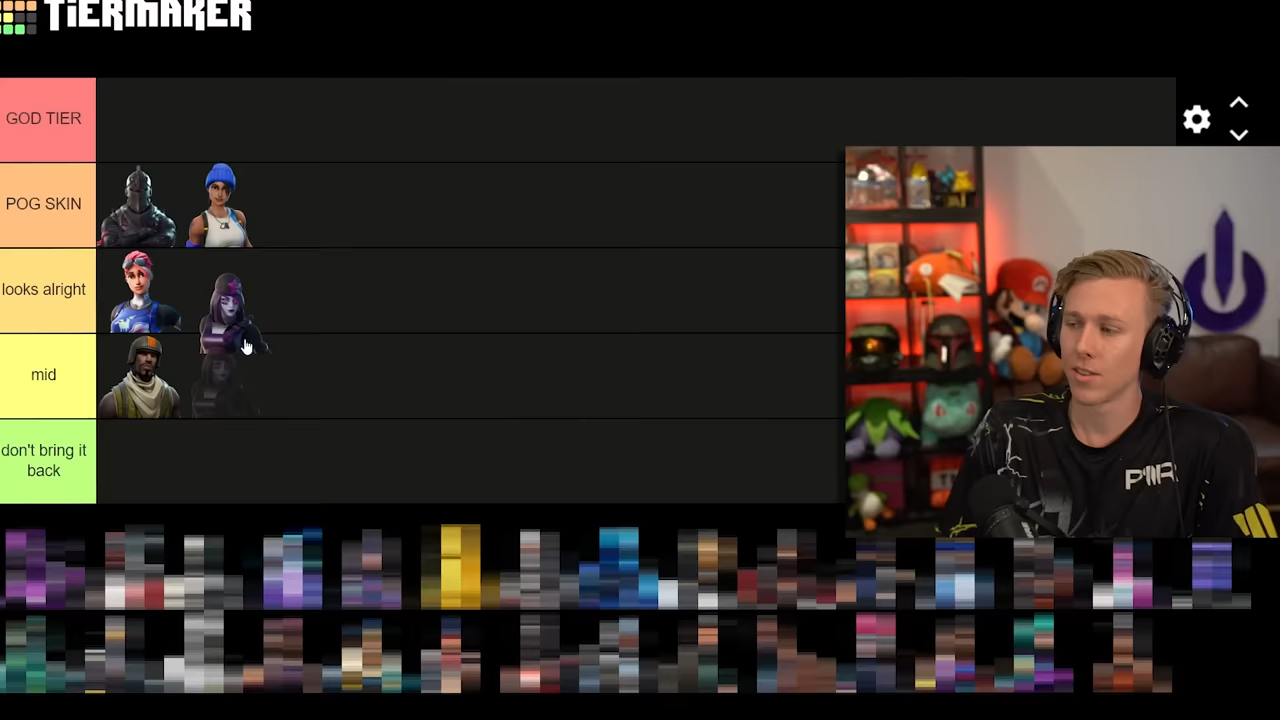 TiERMAKER
GOD TIER
POG SKIN
looks alright
mid
don't bring it
back
PWR